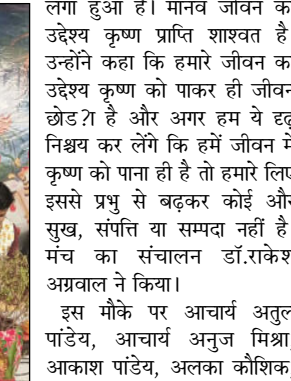 लगा हुआ है। मानव जीवन का
उद्देश्य कृष्ण प्राप्ति शाश्वत है
उन्होंने कहा कि हमारे जीवन का
उद्देश्य कृष्ण को पाकर ही जीवन
छोड?ा है और अगर हम ये दृढ़
निश्चय कर लेंगे कि हमें जीवन में
कृष्ण को पाना ही है तो हमारे लिए
इससे प्रभु से बढ़कर कोई और
सुख, संपत्ति या सम्पदा नहीं है
मंच का संचालन डॉ.राकेश
अग्रवाल ने किया।
इस मौके पर आचार्य अतुल
पांडेय, आचार्य अनुज मिश्रा,
आकाश पांडेय, अलका कौशिक,